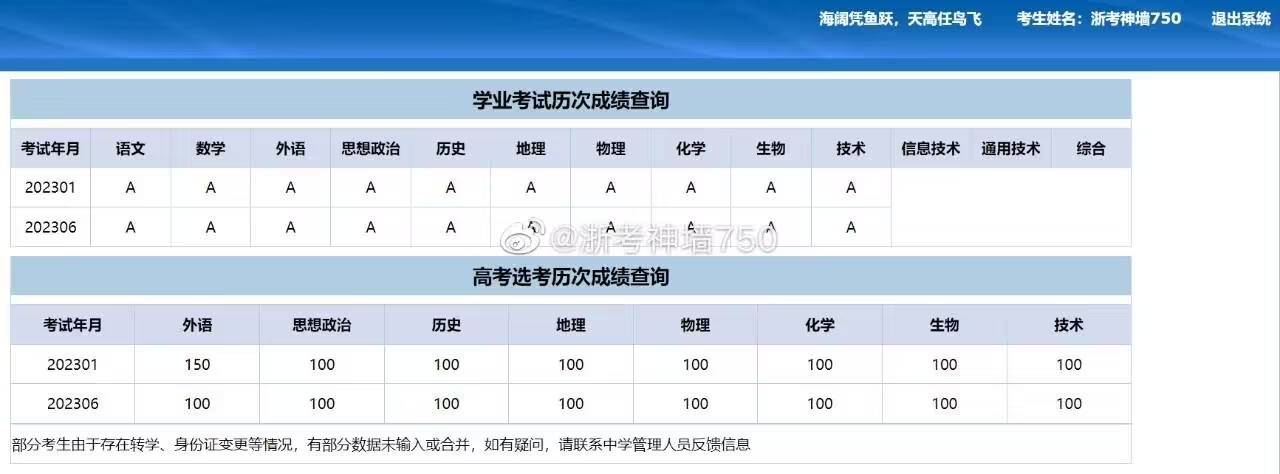 海阔凭鱼跃，天高任鸟飞 考生姓名：浙考神墙750 退出系统
学业考试历次成绩查询
考试年月 语文 数学 外语 思想政治 历史 地理 物理 化学 生物 技术 信息技术 通用技术 综合
202301 A A A A A A A A A A
202306 A A A A A A A A A A
@浙考神墙750
高考选考历次成绩查询
考试年月 外语 思想政治 历史 地理 物理 化学 生物 技术
202301 150 100 100 100 100 100 100 100
202306 100 100 100 100 100 100 100 100
部分考生由于存在转学、身份证变更等情况，有部分数据未输入或合并，如有疑问，请联系中学管理人员反馈信息